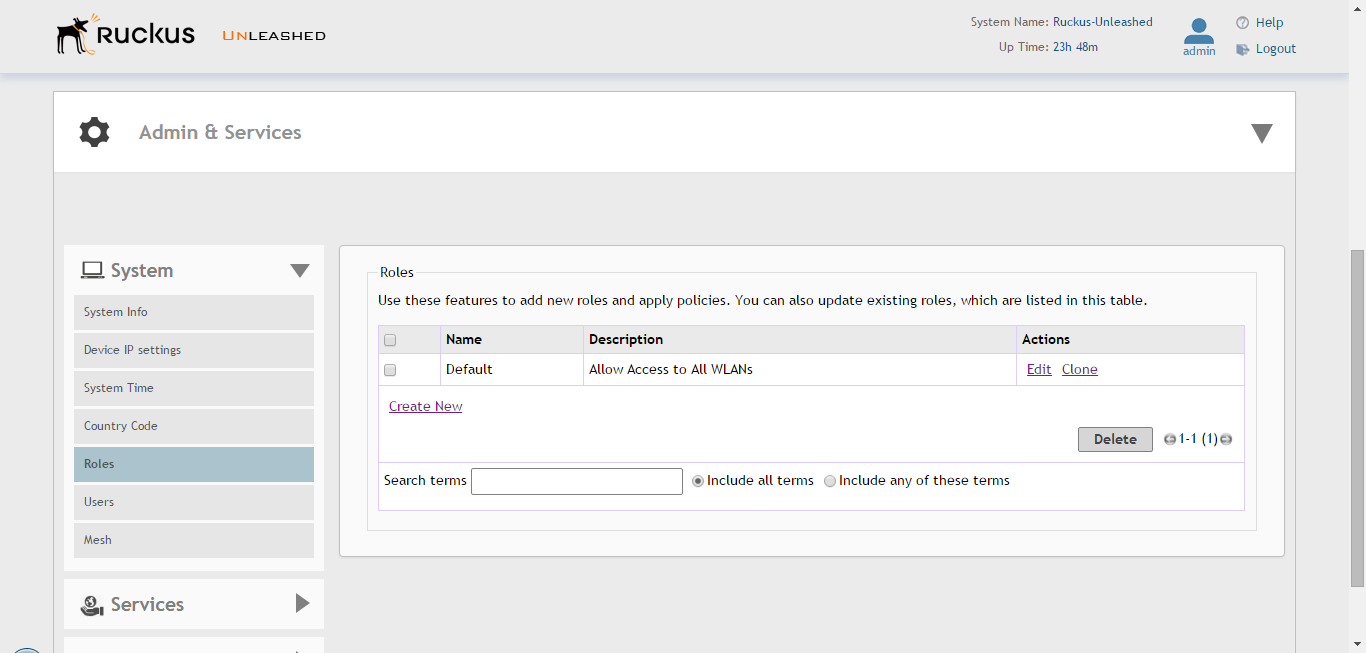 RUCKUS UNLEASHED
System Name: Ruckus-Unleashed
Up Time: 23h 48m
admin
Help
Logout
Admin & Services
System
System Info
Device IP settings
System Time
Country Code
Roles
Users
Mesh
Services
Roles
Use these features to add new roles and apply policies. You can also update existing roles, which are listed in this table.
Name Description Actions
Default Allow Access to All WLANs Edit Clone
Create New
Delete 1-1 (1)
Search terms Include all terms Include any of these terms